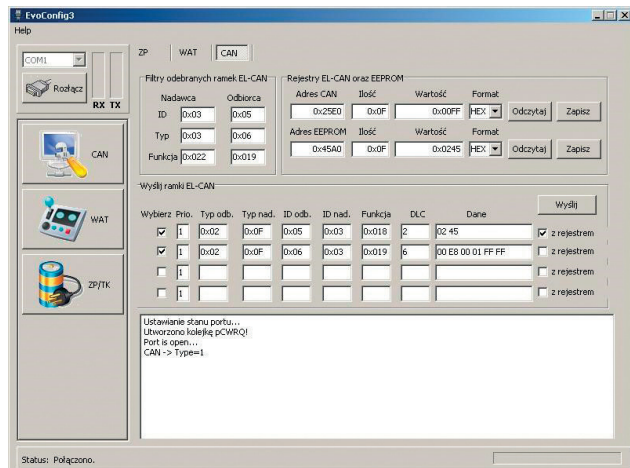 EvoConfig3
Help
COM1
Rozłącz
RX TX
CAN
WAT
ZP/TK
ZP WAT CAN
Filtry odebranych ramek EL-CAN
Nadawca Odbiorca
ID 0x03 0x05
Typ 0x03 0x06
Funkcja 0x022 0x019
Rejestry EL-CAN oraz EEPROM
Adres CAN Ilość Wartość Format
0x25E0 0x0F 0x00FF HEX Odczytaj Zapisz
Adres EEPROM Ilość Wartość Format
0x45A0 0x0F 0x0245 HEX Odczytaj Zapisz
Wyślij ramki EL-CAN
Wyślij
Wybierz Prio. Typ odb. Typ nad. ID odb. ID nad. Funkcja DLC Dane
1 0x02 0x0F 0x05 0x03 0x018 2 02 45 z rejestrem
1 0x02 0x0F 0x06 0x03 0x019 6 00 E8 00 01 FF FF z rejestrem
1 z rejestrem
1 z rejestrem
Ustawianie stanu portu...
Utworzono kolejkę pCWRQ!
Port is open...
CAN -> Type=1
Status: Połączono.